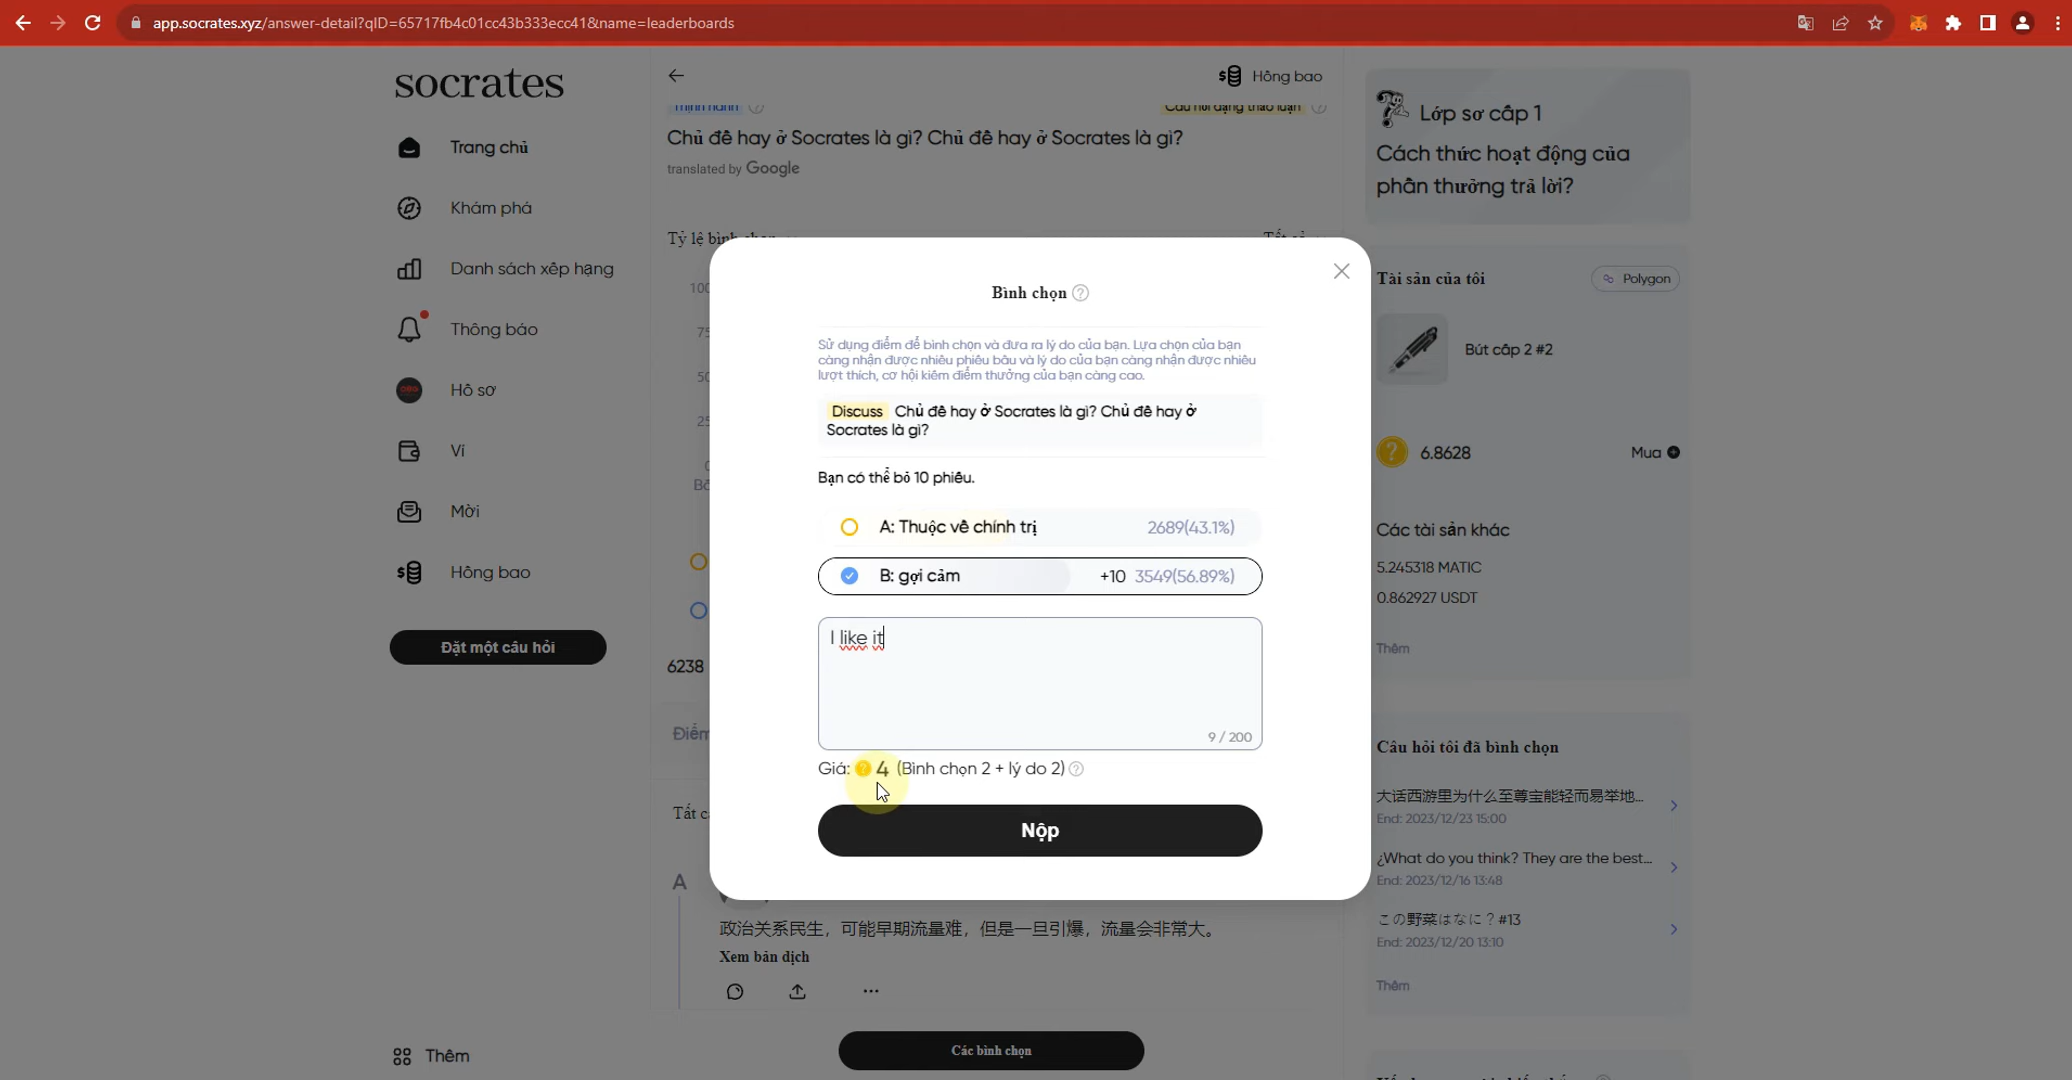 app.socrates.xyz/answer-detail?qID=65717fb4c01cc43b333ecc41&name=leaderboards
socrates
Trang chủ
Khám phá
Danh sách xếp hạng
Thông báo
Hồ sơ
Ví
Mời
Hồng bao
Đặt một câu hỏi
Thêm
Hồng bao
Chủ đề hay ở Socrates là gì? Chủ đề hay ở Socrates là gì?
translated by Google
Tỷ lệ
6238
A
政治关系民生，可能早期流量难，但是一旦引爆，流量会非常大。
Xem bản dịch
Các bình chọn
Bình chọn
Sử dụng điểm để bình chọn và đưa ra lý do của bạn. Lựa chọn của bạn
càng nhận được nhiều phiếu bầu và lý do của bạn càng nhận được nhiều
lượt thích, cơ hội kiếm điểm thưởng của bạn càng cao.
Discuss Chủ đề hay ở Socrates là gì? Chủ đề hay ở
Socrates là gì?
Bạn có thể bỏ 10 phiếu.
A: Thuộc về chính trị 2689(43.1%)
B: gợi cảm +10 3549(56.89%)
I like it
9 / 200
Giá: 4 (Bình chọn 2 + lý do 2)
Nộp
Lớp sơ cấp 1
Cách thức hoạt động của
phần thưởng trả lời?
Tài sản của tôi Polygon
Bút cấp 2 #2
6.8628 Mua
Các tài sản khác
5.245318 MATIC
0.862927 USDT
Thêm
Câu hỏi tôi đã bình chọn
大话西游里为什么至尊宝能轻而易举地...
End: 2023/12/23 15:00
¿What do you think? They are the best...
End: 2023/12/16 13:48
この野菜はなに？#13
End: 2023/12/20 13:10
Thêm